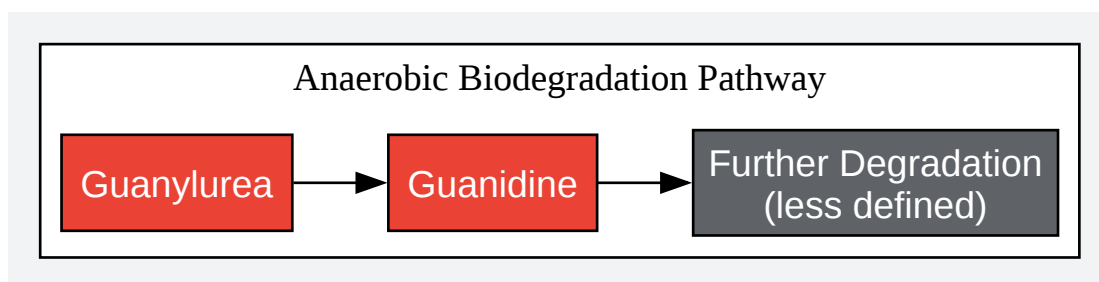 Anaerobic Biodegradation Pathway
Guanylurea
Guanidine
Further Degradation
(less defined)